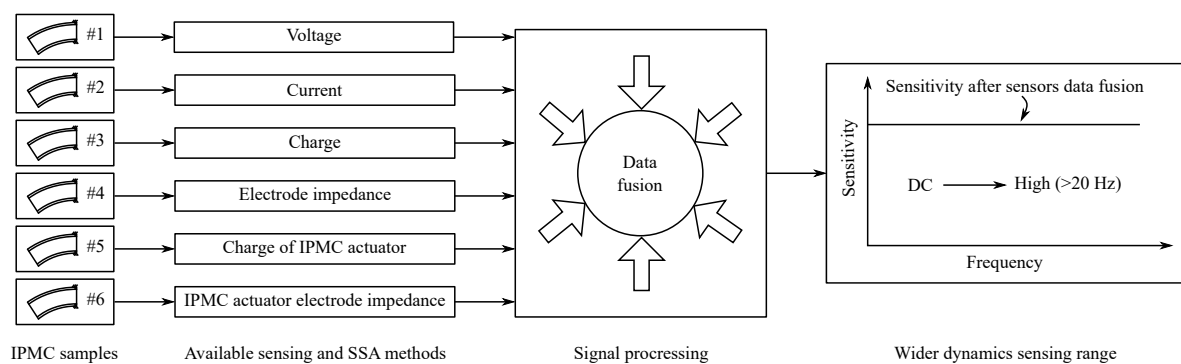 #1
Voltage
#2
Current
#3
Charge
#4
Electrode impedance
#5
Charge of IPMC actuator
#6
IPMC actuator electrode impedance
Data
fusion
Sensitivity after sensors data fusion
Sensitivity
DC
High (>20 Hz)
Frequency
IPMC samples
Available sensing and SSA methods
Signal procressing
Wider dynamics sensing range